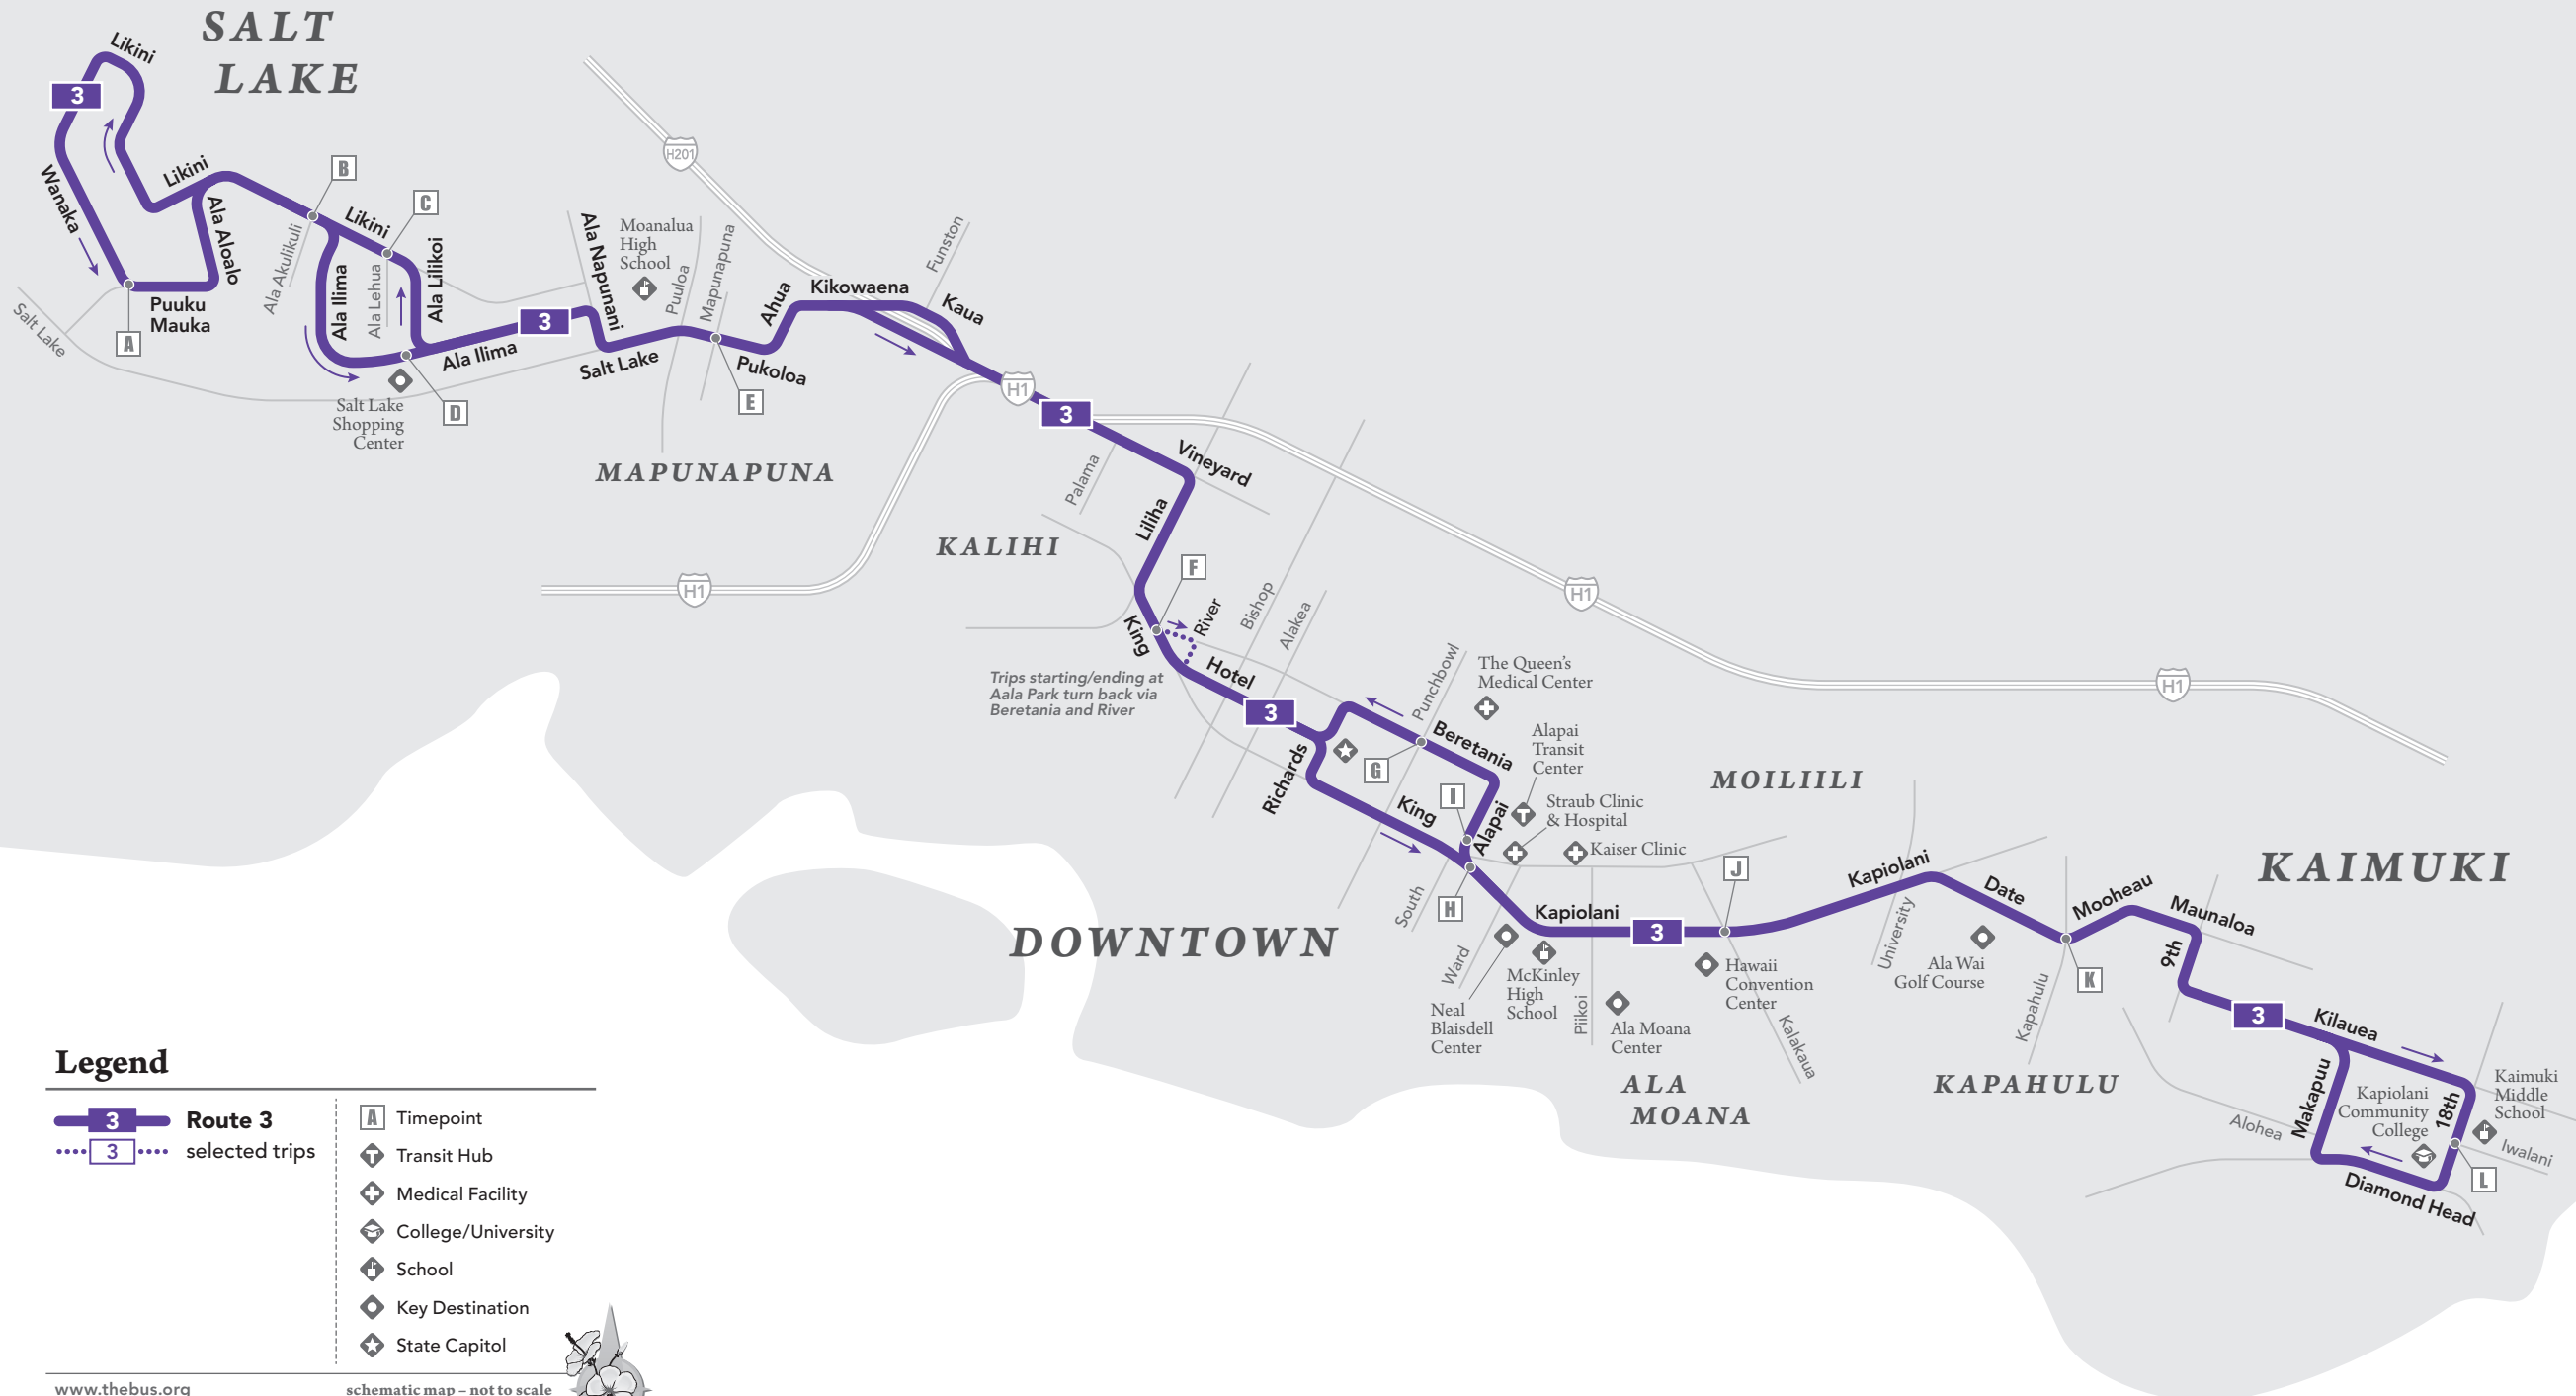 SALT
LAKE
Likini
3
Wanaka
Likini
Ala Aloalo
Puuku
Mauka
A
Salt Lake
B
Ala Akulikuli
Likini
C
Ala Ilima
Ala Lehua
Ala Lilikoi
Ala Ilima
D
Salt Lake
Shopping
Center
3
Ala Napunani
Moanalua
High
School
Puuloa
Mapunapuna
Salt Lake
E
Pukoloa
Ahua
Kikowaena
Kaua
Funston
H201
MAPUNAPUNA
H1
H1
3
Vineyard
Palama
Liliha
KALIHI
F
King
River
Bishop
Alakea
Hotel
Trips starting/ending at
Aala Park turn back via
Beretania and River
3
H1
H1
Richards
Punchbowl
The Queen's
Medical Center
Beretania
G
Alapai
Transit
Center
I
King
Alapai
Straub Clinic
& Hospital
Kaiser Clinic
South
H
DOWNTOWN
MOILIILI
J
Kapiolani
3
Ward
Neal
Blaisdell
Center
McKinley
High
School
Piikoi
Ala Moana
Center
Hawaii
Convention
Center
Kalakaua
ALA
MOANA
Kapiolani
University
Date
Ala Wai
Golf Course
Kapahulu
K
KAPAHULU
Mooheau
Maunaloa
9th
KAIMUKI
3
Kilauea
Makapuu
Kapiolani
Community
College
18th
Kaimuki
Middle
School
Alohea
Iwalani
L
Diamond Head
Legend
3
Route 3
3
selected trips
A
Timepoint
Transit Hub
Medical Facility
College/University
School
Key Destination
State Capitol
www.thebus.org
schematic map – not to scale